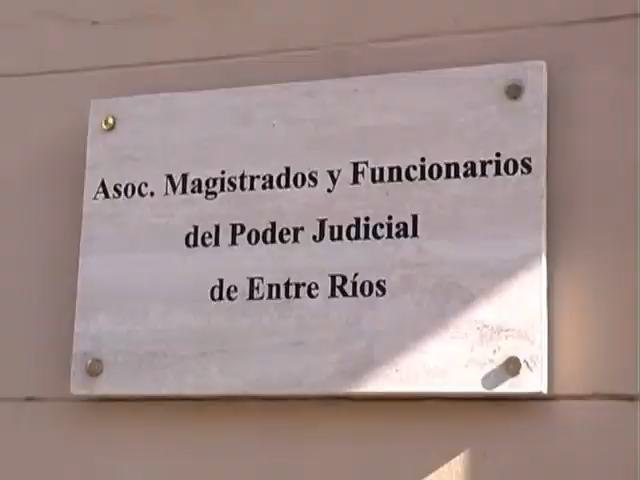 Asoc. Magistrados y Funcionarios
del Poder Judicial
de Entre Ríos